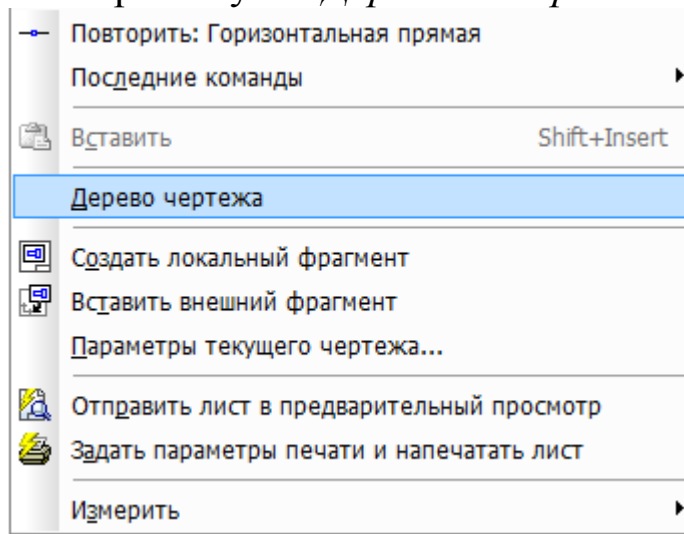 Повторить: Горизонтальная прямая
Последние команды
Вставить Shift+Insert
Дерево чертежа
Создать локальный фрагмент
Вставить внешний фрагмент
Параметры текущего чертежа...
Отправить лист в предварительный просмотр
Задать параметры печати и напечатать лист
Измерить